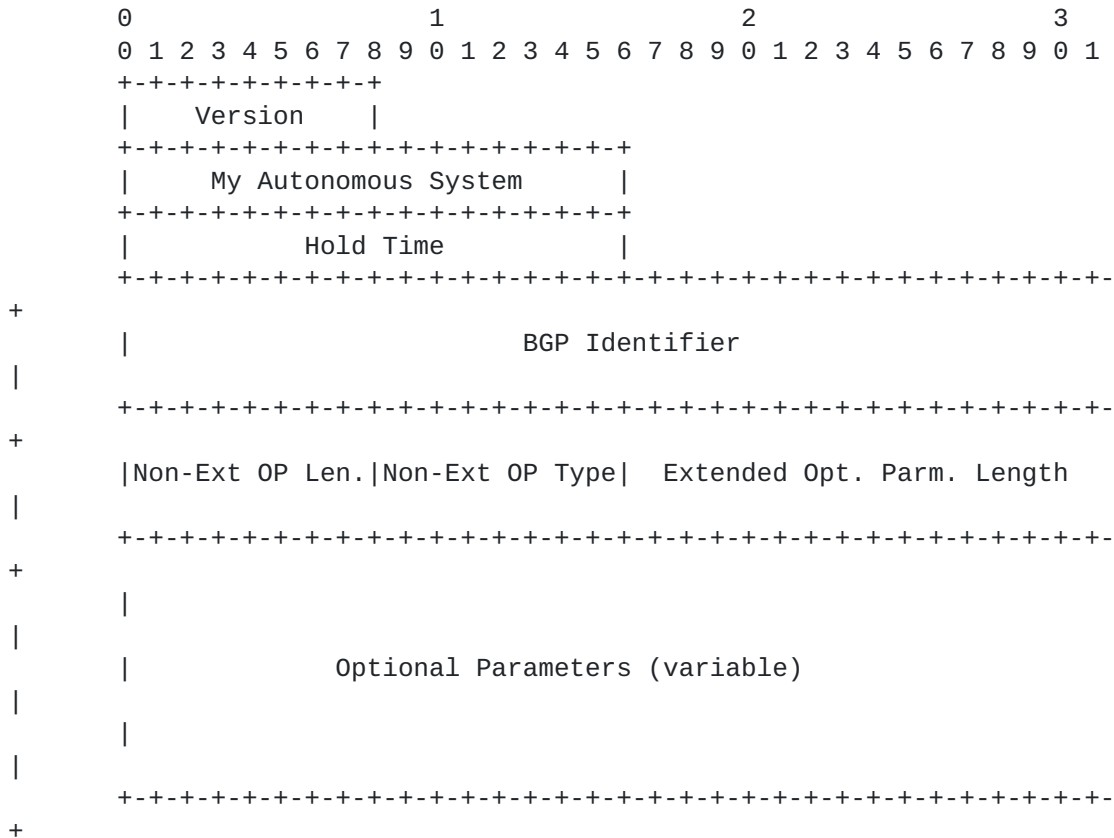 0                   1                   2                   3
0 1 2 3 4 5 6 7 8 9 0 1 2 3 4 5 6 7 8 9 0 1 2 3 4 5 6 7 8 9 0 1
+-+-+-+-+-+-+-+-+
|    Version    |
+-+-+-+-+-+-+-+-+-+-+-+-+-+-+-+-+
|     My Autonomous System      |
+-+-+-+-+-+-+-+-+-+-+-+-+-+-+-+-+
|           Hold Time           |
+-+-+-+-+-+-+-+-+-+-+-+-+-+-+-+-+-+-+-+-+-+-+-+-+-+-+-+-+-+-+-+-
+
|                         BGP Identifier
|
+-+-+-+-+-+-+-+-+-+-+-+-+-+-+-+-+-+-+-+-+-+-+-+-+-+-+-+-+-+-+-+-
+
|Non-Ext OP Len.|Non-Ext OP Type|  Extended Opt. Parm. Length
|
+-+-+-+-+-+-+-+-+-+-+-+-+-+-+-+-+-+-+-+-+-+-+-+-+-+-+-+-+-+-+-+-
+
|
|
|             Optional Parameters (variable)
|
|
|
+-+-+-+-+-+-+-+-+-+-+-+-+-+-+-+-+-+-+-+-+-+-+-+-+-+-+-+-+-+-+-+-
+